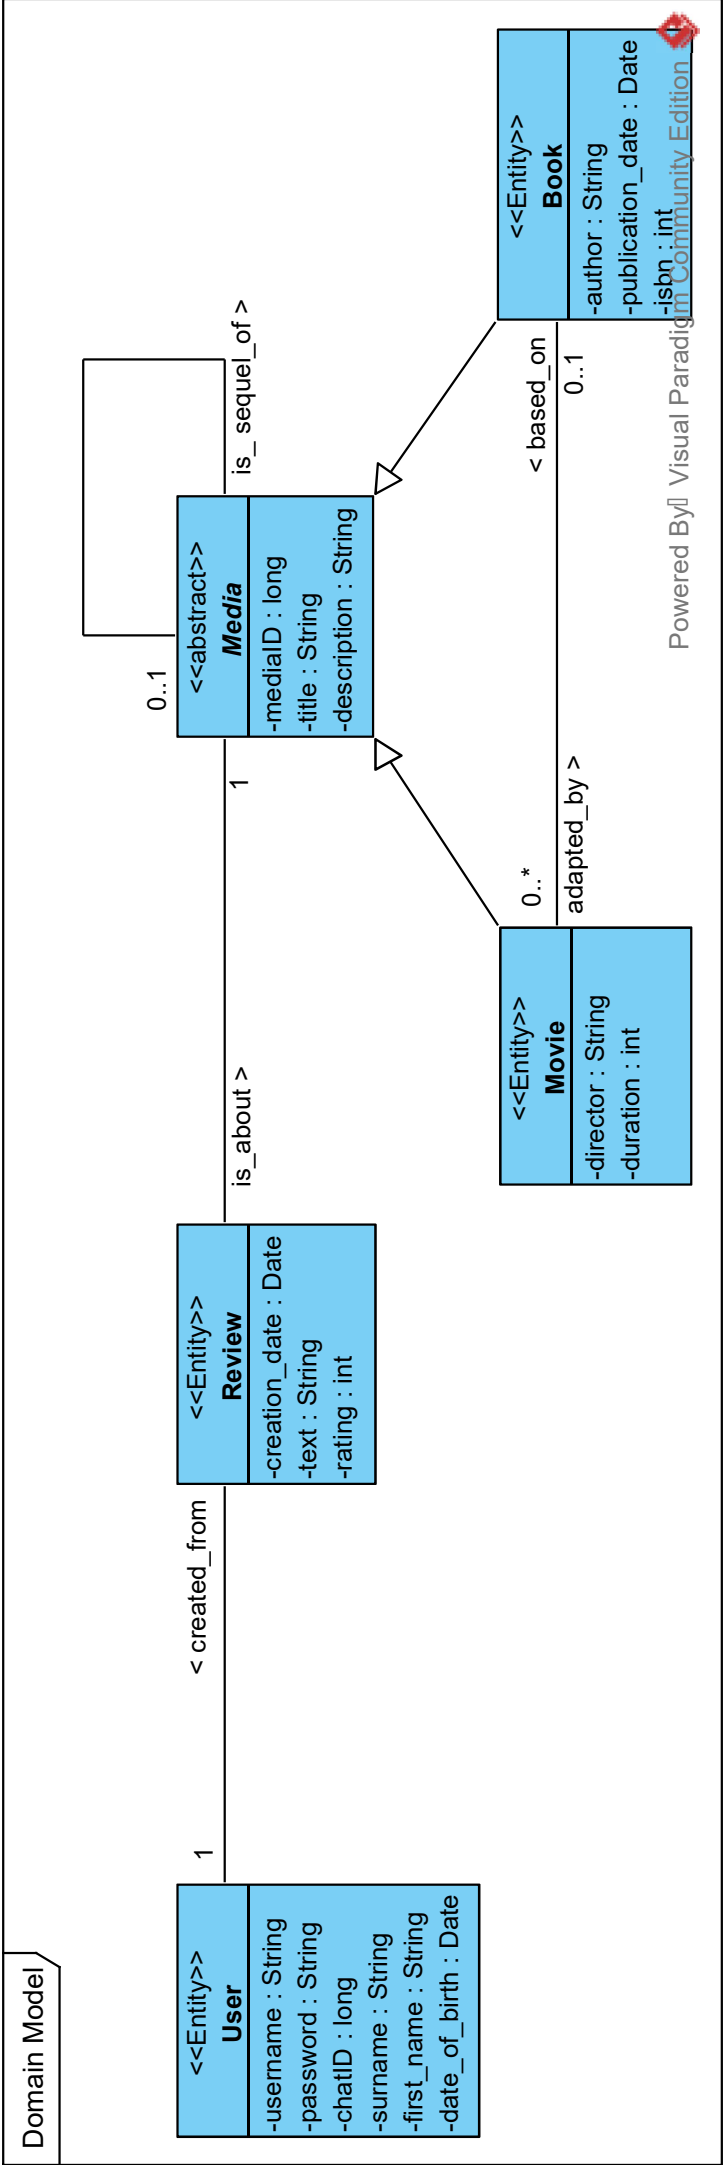 Domain Model
<<Entity>>
User
-username : String
-password : String
-chatID : long
-surname : String
-first_name : String
-date_of_birth : Date
1
< created_from
<<Entity>>
Review
-creation_date : Date
-text : String
-rating : int
is_about >
1
0..1
<<abstract>>
Media
-mediaID : long
-title : String
-description : String
is_ sequel_of >
<<Entity>>
Movie
-director : String
-duration : int
0..*
adapted_by >
< based_on
0..1
<<Entity>>
Book
-author : String
-publication_date : Date
-isbn : int
Powered By Visual Paradigm Community Edition